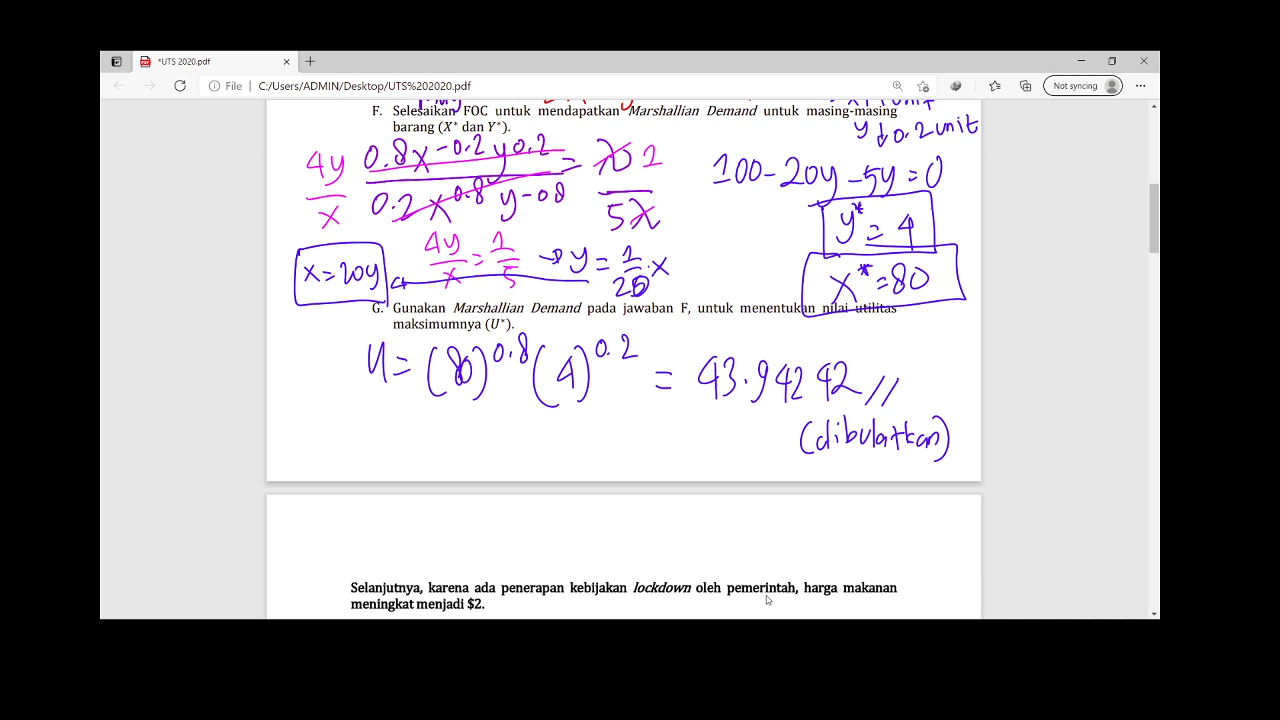 *UTS 2020.pdf
File | C:/Users/ADMIN/Desktop/UTS%202020.pdf
Not syncing
F. Selesaikan FOC untuk mendapatkan Marshallian Demand untuk masing-masing
barang (X* dan Y*).
y ↓ 0.2 unit
4y/x 0.8x^-0.2 y^0.2 / 0.2 x^0.8 y^-0.8 = λ 1 / 5λ
100 - 20y - 5y = 0
y* = 4
4y/x = 1/5 → y = 1/20 · x
x = 20y
x* = 80
G. Gunakan Marshallian Demand pada jawaban F, untuk menentukan nilai utilitas
maksimumnya (U*).
U = (80)^0.8 (4)^0.2 = 43.94242 //
(dibulatkan)
Selanjutnya, karena ada penerapan kebijakan lockdown oleh pemerintah, harga makanan
meningkat menjadi $2.